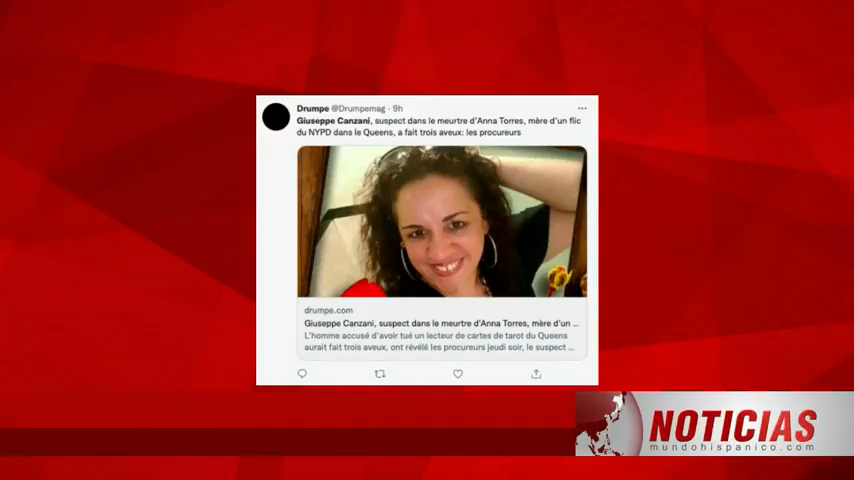 Drumpe @Drumpemag · 9h
Giuseppe Canzani, suspect dans le meurtre d'Anna Torres, mère d'un flic
du NYPD dans le Queens, a fait trois aveux: les procureurs
drumpe.com
Giuseppe Canzani, suspect dans le meurtre d'Anna Torres, mère d'un ...
L'homme accusé d'avoir tué un lecteur de cartes de tarot du Queens
aurait fait trois aveux, ont révélé les procureurs jeudi soir, le suspect ...
NOTICIAS
mundohispanico.com